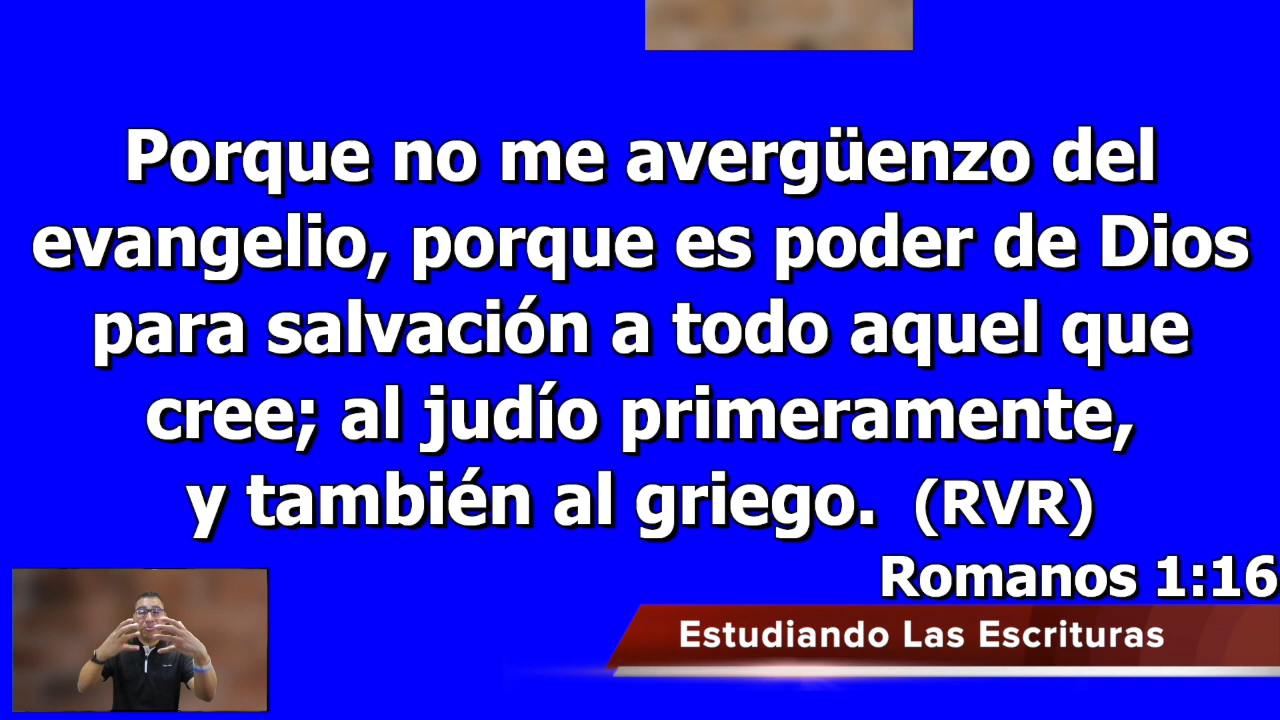 Porque no me avergüenzo del
evangelio, porque es poder de Dios
para salvación a todo aquel que
cree; al judío primeramente,
y también al griego. (RVR)
Romanos 1:16
Estudiando Las Escrituras